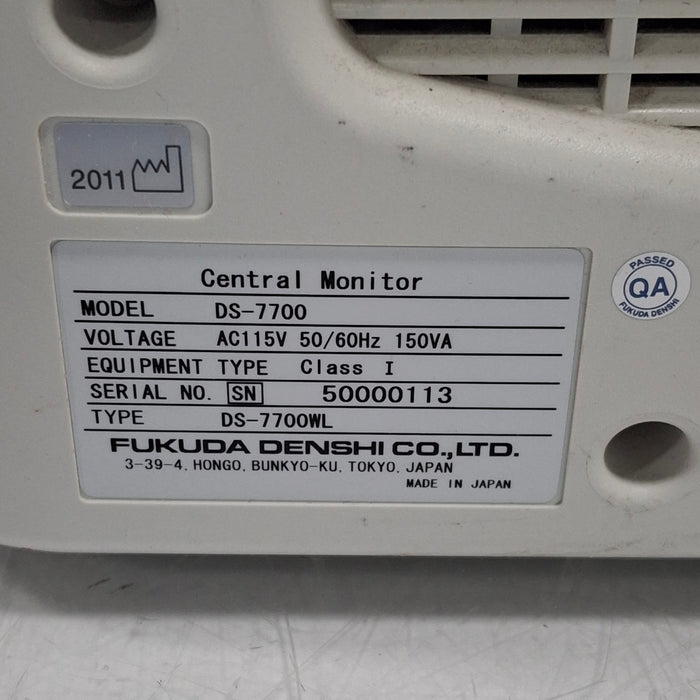 2011
Central Monitor
MODEL DS-7700
VOLTAGE AC115V 50/60Hz 150VA
EQUIPMENT TYPE Class I
SERIAL NO. SN 50000113
TYPE DS-7700WL
FUKUDA DENSHI CO.,LTD.
3-39-4, HONGO, BUNKYO-KU, TOKYO, JAPAN
MADE IN JAPAN
PASSED
QA
FUKUDA DENSHI